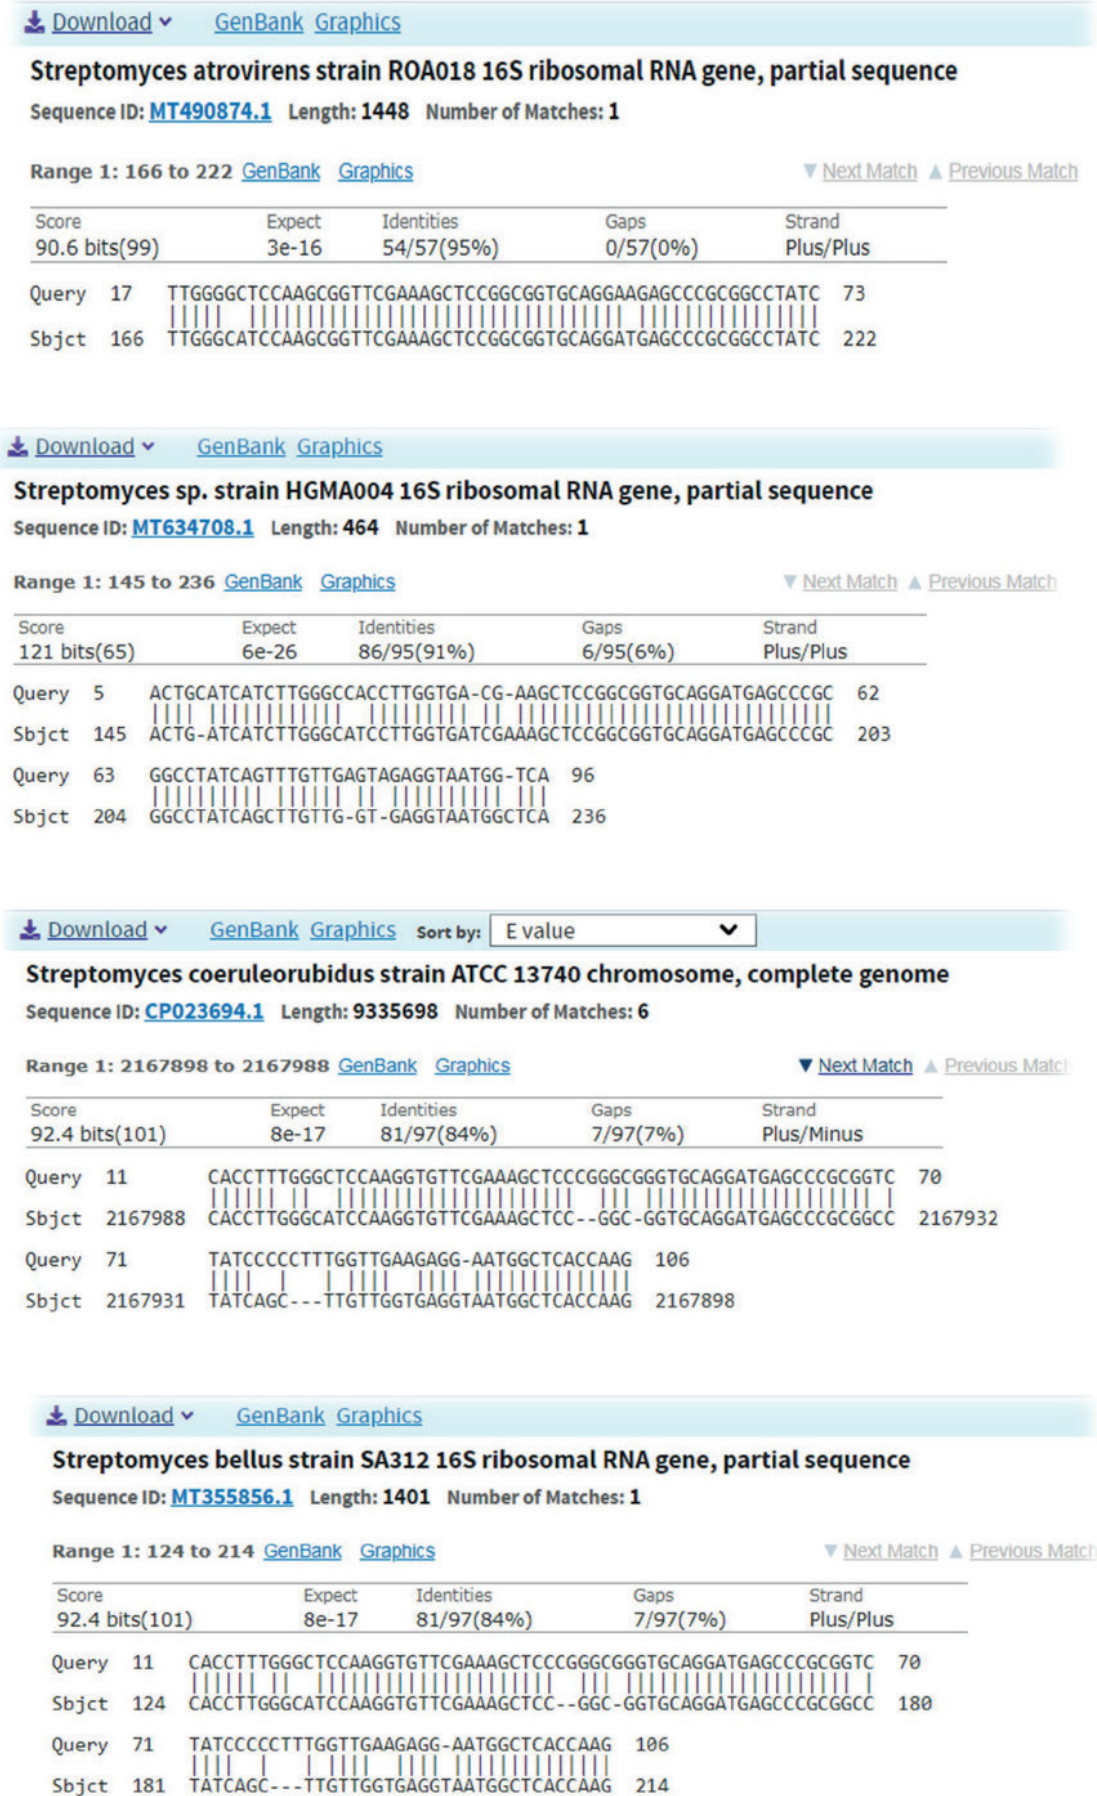 Download GenBank Graphics
Streptomyces atrovirens strain ROA018 16S ribosomal RNA gene, partial sequence
Sequence ID: MT490874.1 Length: 1448 Number of Matches: 1
Range 1: 166 to 222 GenBank Graphics Next Match Previous Match
Score Expect Identities Gaps Strand
90.6 bits(99) 3e-16 54/57(95%) 0/57(0%) Plus/Plus
Query 17 TTGGGGCTCCAAGCGGTTCGAAAGCTCCGGCGGTGCAGGAAGAGCCCGCGGCCTATC 73
Sbjct 166 TTGGGCATCCAAGCGGTTCGAAAGCTCCGGCGGTGCAGGATGAGCCCGCGGCCTATC 222
Download GenBank Graphics
Streptomyces sp. strain HGMA004 16S ribosomal RNA gene, partial sequence
Sequence ID: MT634708.1 Length: 464 Number of Matches: 1
Range 1: 145 to 236 GenBank Graphics Next Match Previous Match
Score Expect Identities Gaps Strand
121 bits(65) 6e-26 86/95(91%) 6/95(6%) Plus/Plus
Query 5 ACTGCATCATCTTGGGCCACCTTGGTGA-CG-AAGCTCCGGCGGTGCAGGATGAGCCCGC 62
Sbjct 145 ACTG-ATCATCTTGGGCATCCTTGGTGATCGAAAGCTCCGGCGGTGCAGGATGAGCCCGC 203
Query 63 GGCCTATCAGTTTGTTGAGTAGAGGTAATGG-TCA 96
Sbjct 204 GGCCTATCAGCTTGTTG-GT-GAGGTAATGGCTCA 236
Download GenBank Graphics Sort by: E value
Streptomyces coeruleorubidus strain ATCC 13740 chromosome, complete genome
Sequence ID: CP023694.1 Length: 9335698 Number of Matches: 6
Range 1: 2167898 to 2167988 GenBank Graphics Next Match Previous Match
Score Expect Identities Gaps Strand
92.4 bits(101) 8e-17 81/97(84%) 7/97(7%) Plus/Minus
Query 11 CACCTTTGGGCTCCAAGGTGTTCGAAAGCTCCCGGGCGGGTGCAGGATGAGCCCGCGGTC 70
Sbjct 2167988 CACCTTGGGCATCCAAGGTGTTCGAAAGCTCC--GGC-GGTGCAGGATGAGCCCGCGGCC 2167932
Query 71 TATCCCCCTTTGGTTGAAGAGG-AATGGCTCACCAAG 106
Sbjct 2167931 TATCAGC---TTGTTGGTGAGGTAATGGCTCACCAAG 2167898
Download GenBank Graphics
Streptomyces bellus strain SA312 16S ribosomal RNA gene, partial sequence
Sequence ID: MT355856.1 Length: 1401 Number of Matches: 1
Range 1: 124 to 214 GenBank Graphics Next Match Previous Match
Score Expect Identities Gaps Strand
92.4 bits(101) 8e-17 81/97(84%) 7/97(7%) Plus/Plus
Query 11 CACCTTTGGGCTCCAAGGTGTTCGAAAGCTCCCGGGCGGGTGCAGGATGAGCCCGCGGTC 70
Sbjct 124 CACCTTGGGCATCCAAGGTGTTCGAAAGCTCC--GGC-GGTGCAGGATGAGCCCGCGGCC 180
Query 71 TATCCCCCTTTGGTTGAAGAGG-AATGGCTCACCAAG 106
Sbjct 181 TATCAGC---TTGTTGGTGAGGTAATGGCTCACCAAG 214